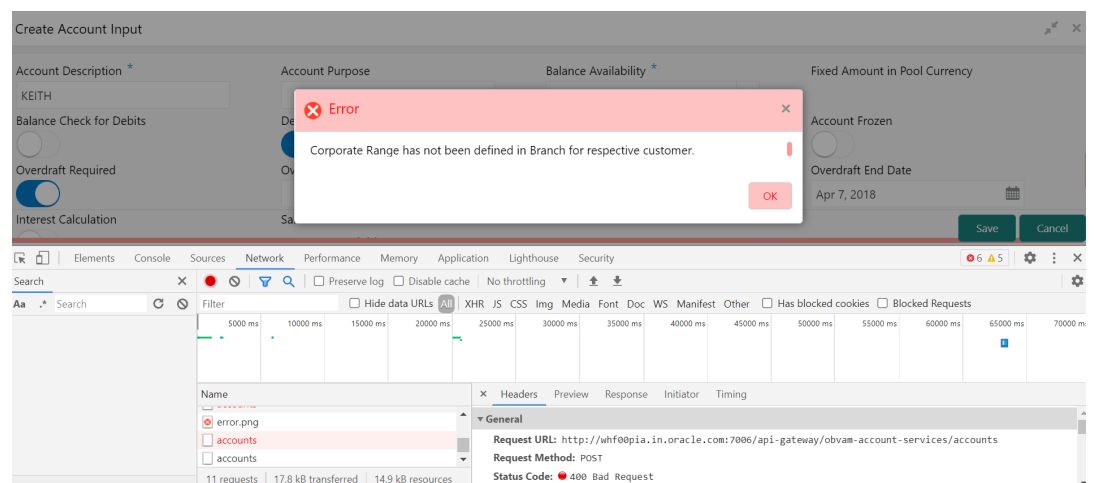 Create Account Input
Account Description * Account Purpose Balance Availability * Fixed Amount in Pool Currency
KEITH
Error
Balance Check for Debits De Account Frozen
Corporate Range has not been defined in Branch for respective customer.
Overdraft Required Ov Overdraft End Date
OK Apr 7, 2018
Interest Calculation Sa
Save Cancel
Elements Console Sources Network Performance Memory Application Lighthouse Security 6 5
Search Preserve log Disable cache No throttling
Aa .* Search Filter Hide data URLs All XHR JS CSS Img Media Font Doc WS Manifest Other Has blocked cookies Blocked Requests
5000 ms 10000 ms 15000 ms 20000 ms 25000 ms 30000 ms 35000 ms 40000 ms 45000 ms 50000 ms 55000 ms 60000 ms 65000 ms 70000 m
Name Headers Preview Response Initiator Timing
General
error.png
Request URL: http://whf00pia.in.oracle.com:7006/api-gateway/obvam-account-services/accounts
accounts
Request Method: POST
accounts
Status Code: 400 Bad Request
11 requests 17.8 kB transferred 14.9 kB resources